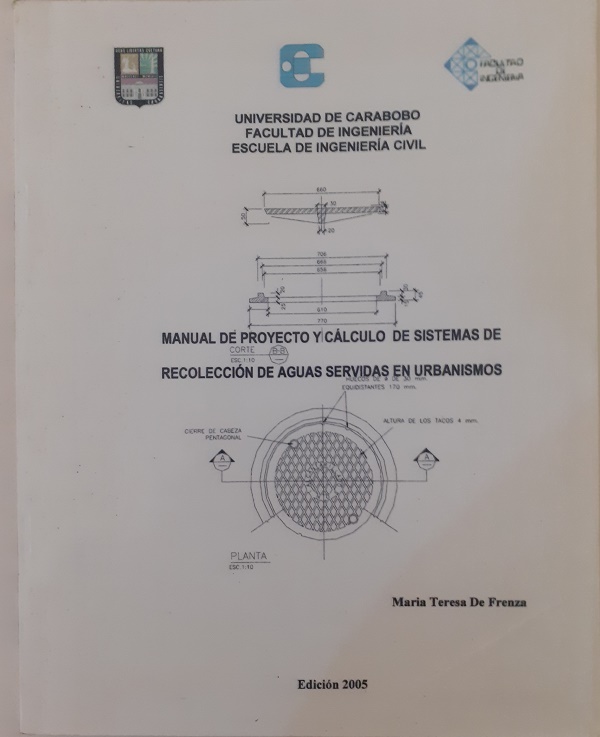 FACULTAD
DE
INGENIERIA
UNIVERSIDAD DE CARABOBO
FACULTAD DE INGENIERÍA
ESCUELA DE INGENIERÍA CIVIL
660
10
50
20
706
680
656
610
770
MANUAL DE PROYECTO Y CÁLCULO DE SISTEMAS DE
CORTE B-B
ESC 1:10
RECOLECCIÓN DE AGUAS SERVIDAS EN URBANISMOS
HUECOS DE Ø DE 30 mm.
EQUIDISTANTES 170 mm.
ALTURA DE LOS TACOS 4 mm.
CIERRE DE CABEZA
PENTAGONAL
A
A
PLANTA
ESC 1:10
Maria Teresa De Frenza
Edición 2005